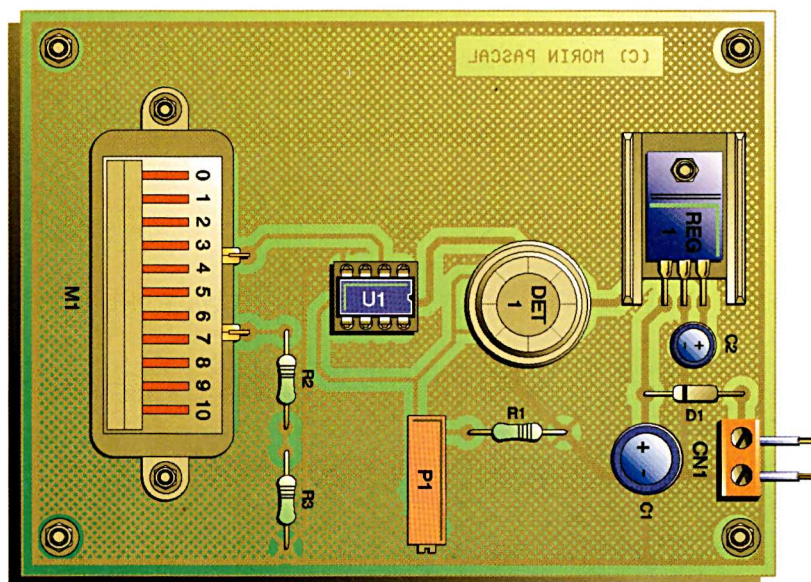 (C) MORIN PASCAL
0
1
2
3
4
5
6
7
8
9
10
M1
U1
DET
1
REG
1
C2
D1
R2
R1
CN1
P1
R3
C1
+
-
+
-